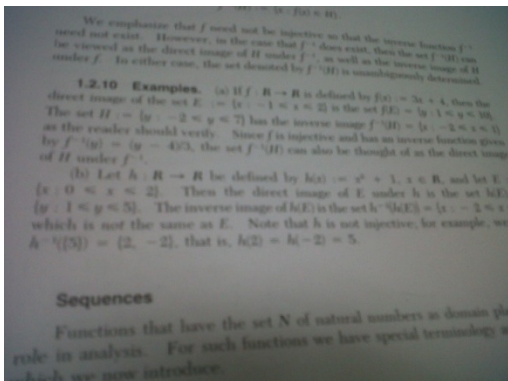 We emphasize that f need not be injective so that the inverse function f⁻¹
need not exist. However, in the case that f⁻¹ does exist, then the set f⁻¹(H) can
be viewed as the direct image of H under f⁻¹, as well as the inverse image of H
under f. In either case, the set denoted by f⁻¹(H) is unambiguously determined.
1.2.10 Examples. (a) If f : R → R is defined by f(x) := 3x + 4, then the
direct image of the set E := {x : -1 ≤ x ≤ 2} is the set f(E) = {y : 1 ≤ y ≤ 10}.
The set H := {y : -2 ≤ y ≤ 7} has the inverse image f⁻¹(H) = {x : -2 ≤ x ≤ 1}
as the reader should verify. Since f is injective and has an inverse function given
by f⁻¹(y) = (y - 4)/3, the set f⁻¹(H) can also be thought of as the direct image
of H under f⁻¹.
(b) Let h : R → R be defined by h(x) := x² + 1, x ∈ R, and let E
{x : 0 ≤ x ≤ 2}. Then the direct image of E under h is the set h(E)
{y : 1 ≤ y ≤ 5}. The inverse image of h(E) is the set h⁻¹(h(E)) = {x : -2 ≤ x
which is not the same as E. Note that h is not injective; for example, we
h⁻¹({5}) = {2, -2}, that is, h(2) = h(-2) = 5.
Sequences
Functions that have the set N of natural numbers as domain
role in analysis. For such functions we have special terminology
which we now introduce.